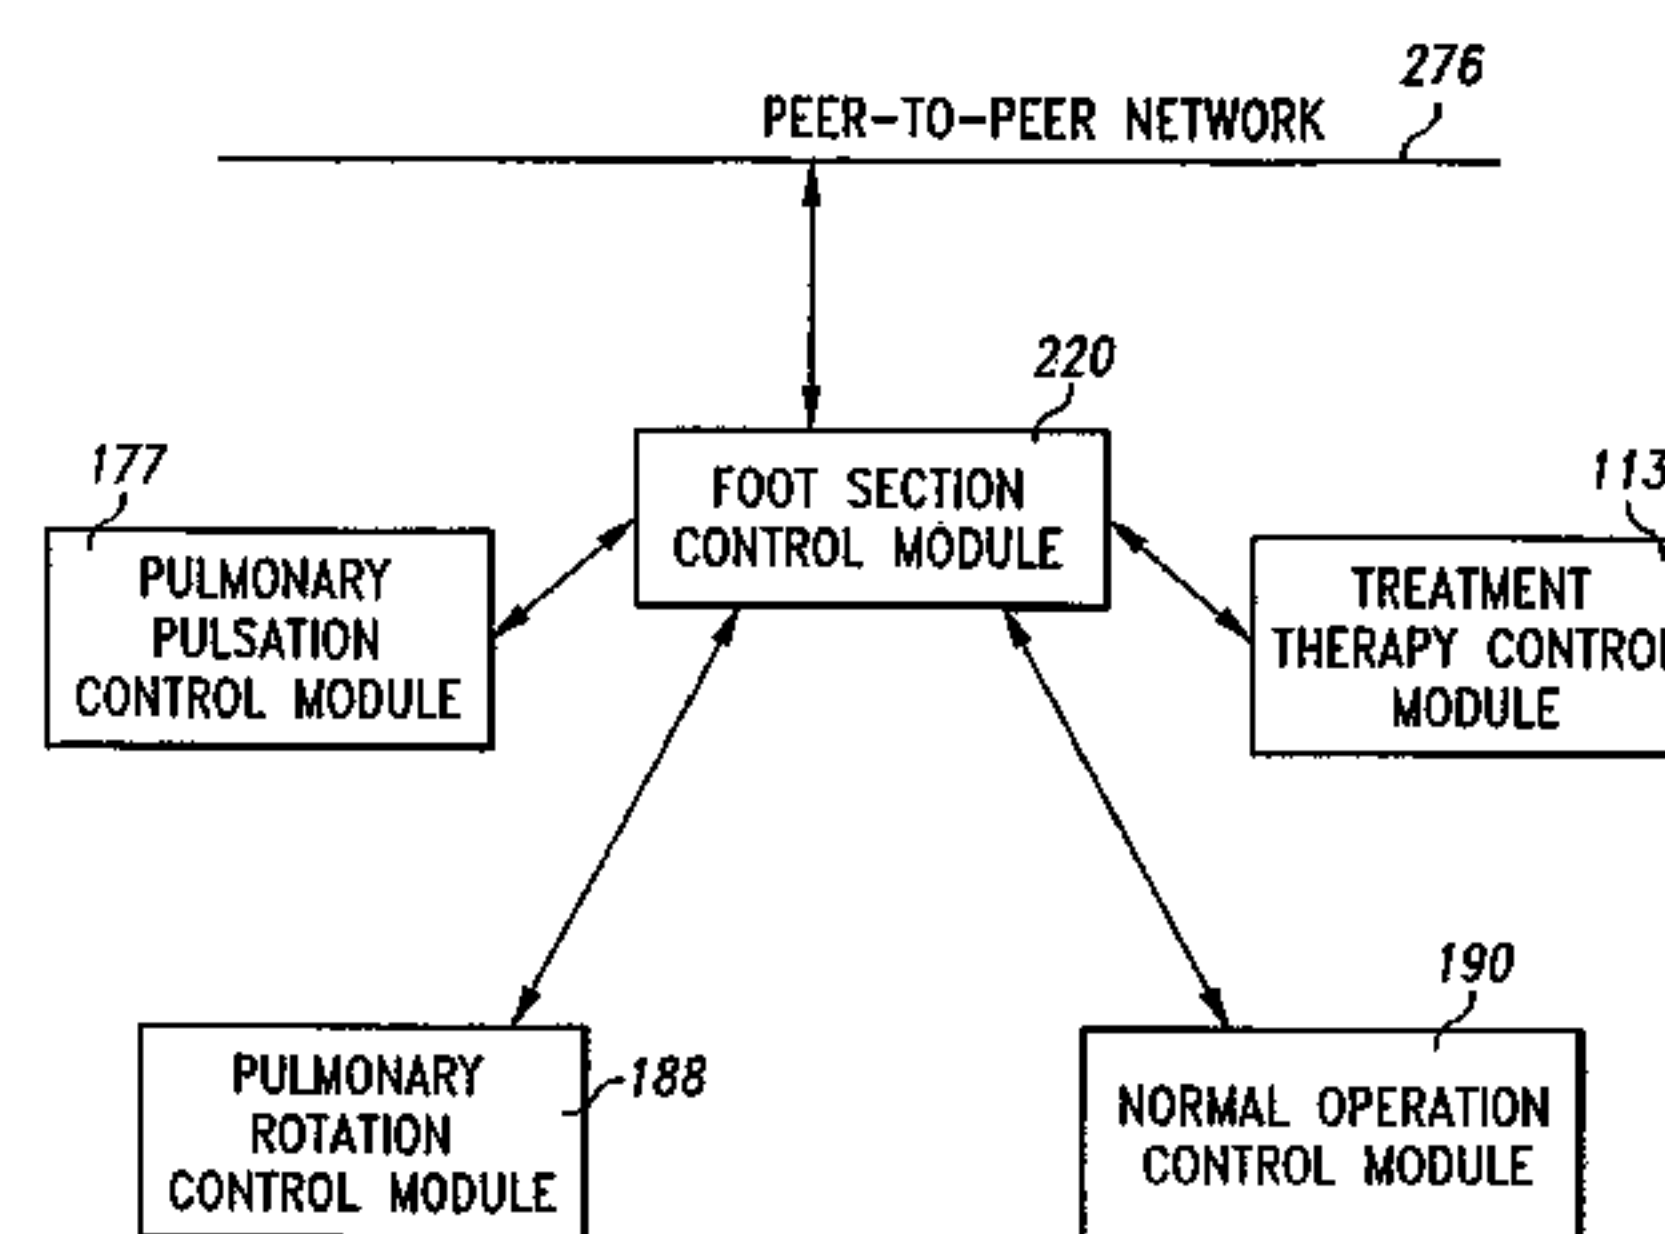 276
PEER-TO-PEER NETWORK
220
FOOT SECTION
CONTROL MODULE
177
PULMONARY
PULSATION
CONTROL MODULE
113
TREATMENT
THERAPY CONTROL
MODULE
188
PULMONARY
ROTATION
CONTROL MODULE
190
NORMAL OPERATION
CONTROL MODULE